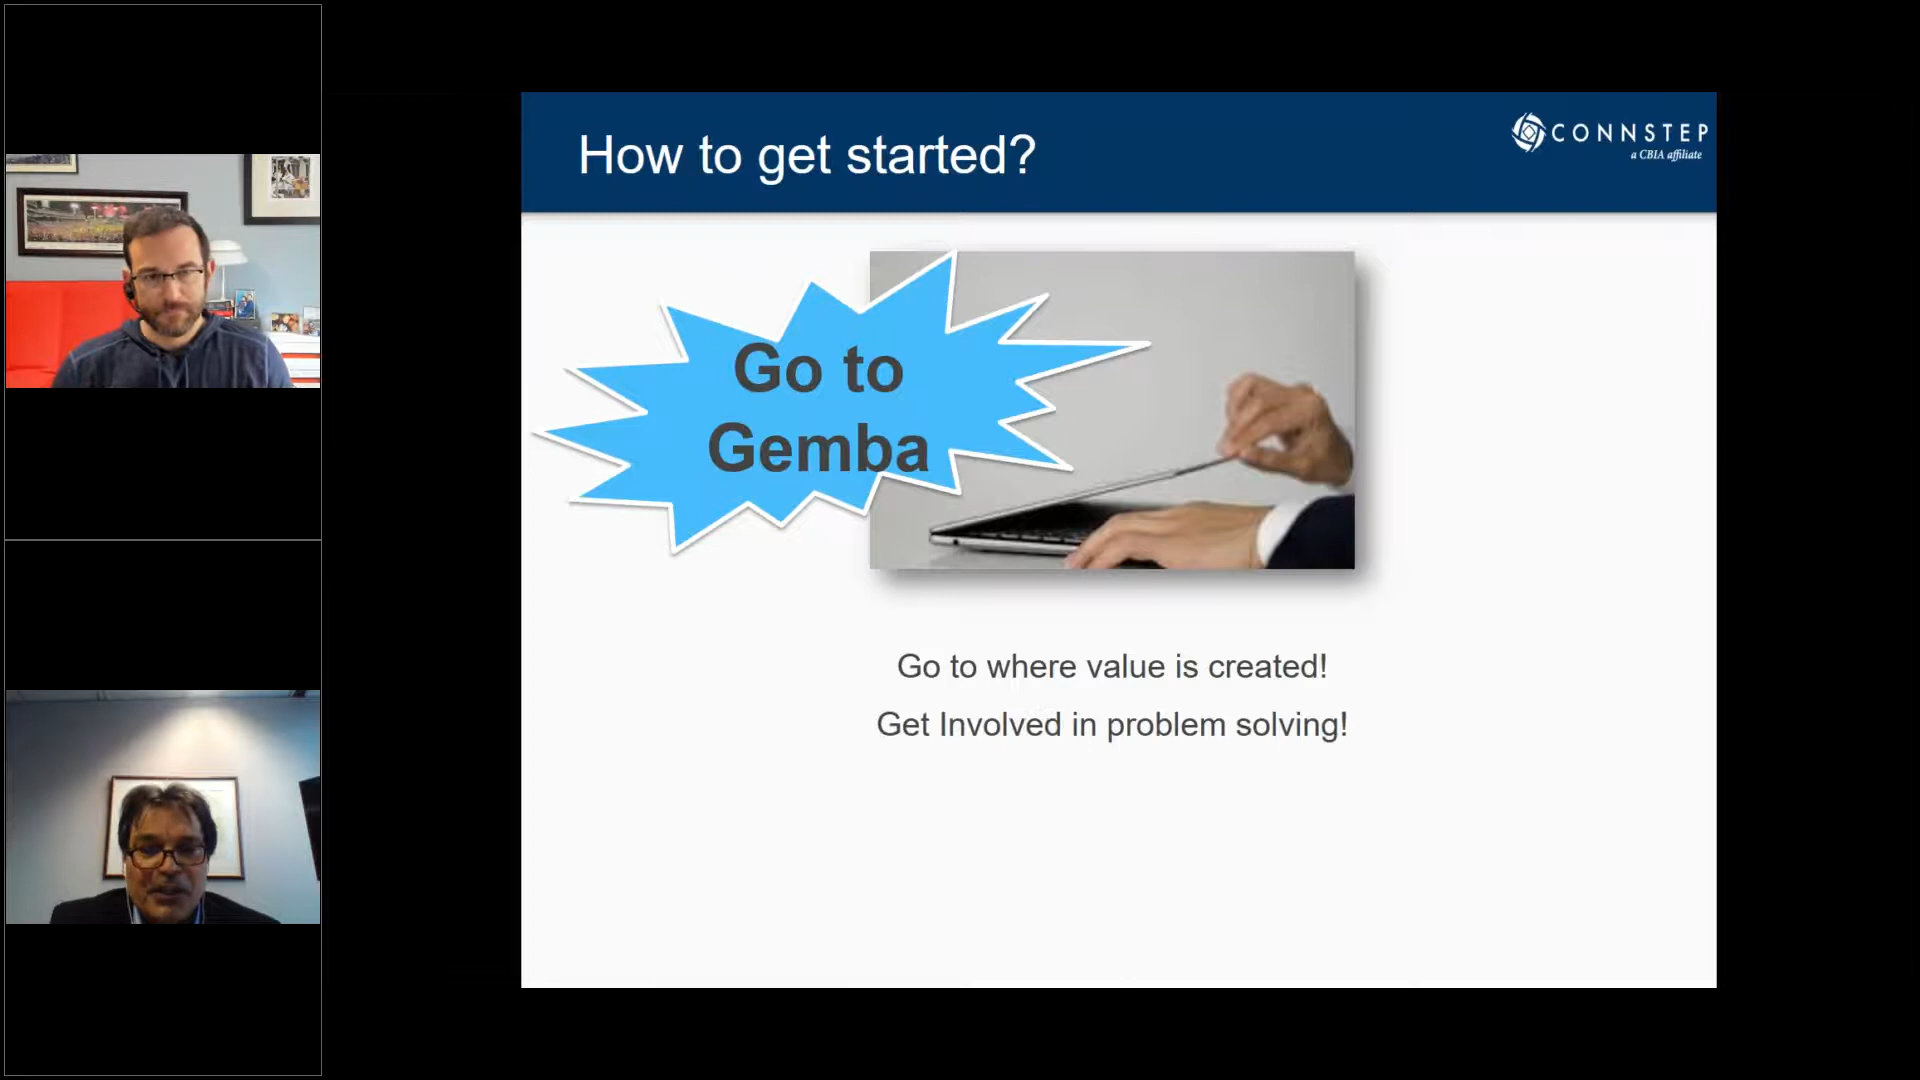 How to get started?
CONNSTEP
a CBIA affiliate
Go to
Gemba
Go to where value is created!
Get Involved in problem solving!